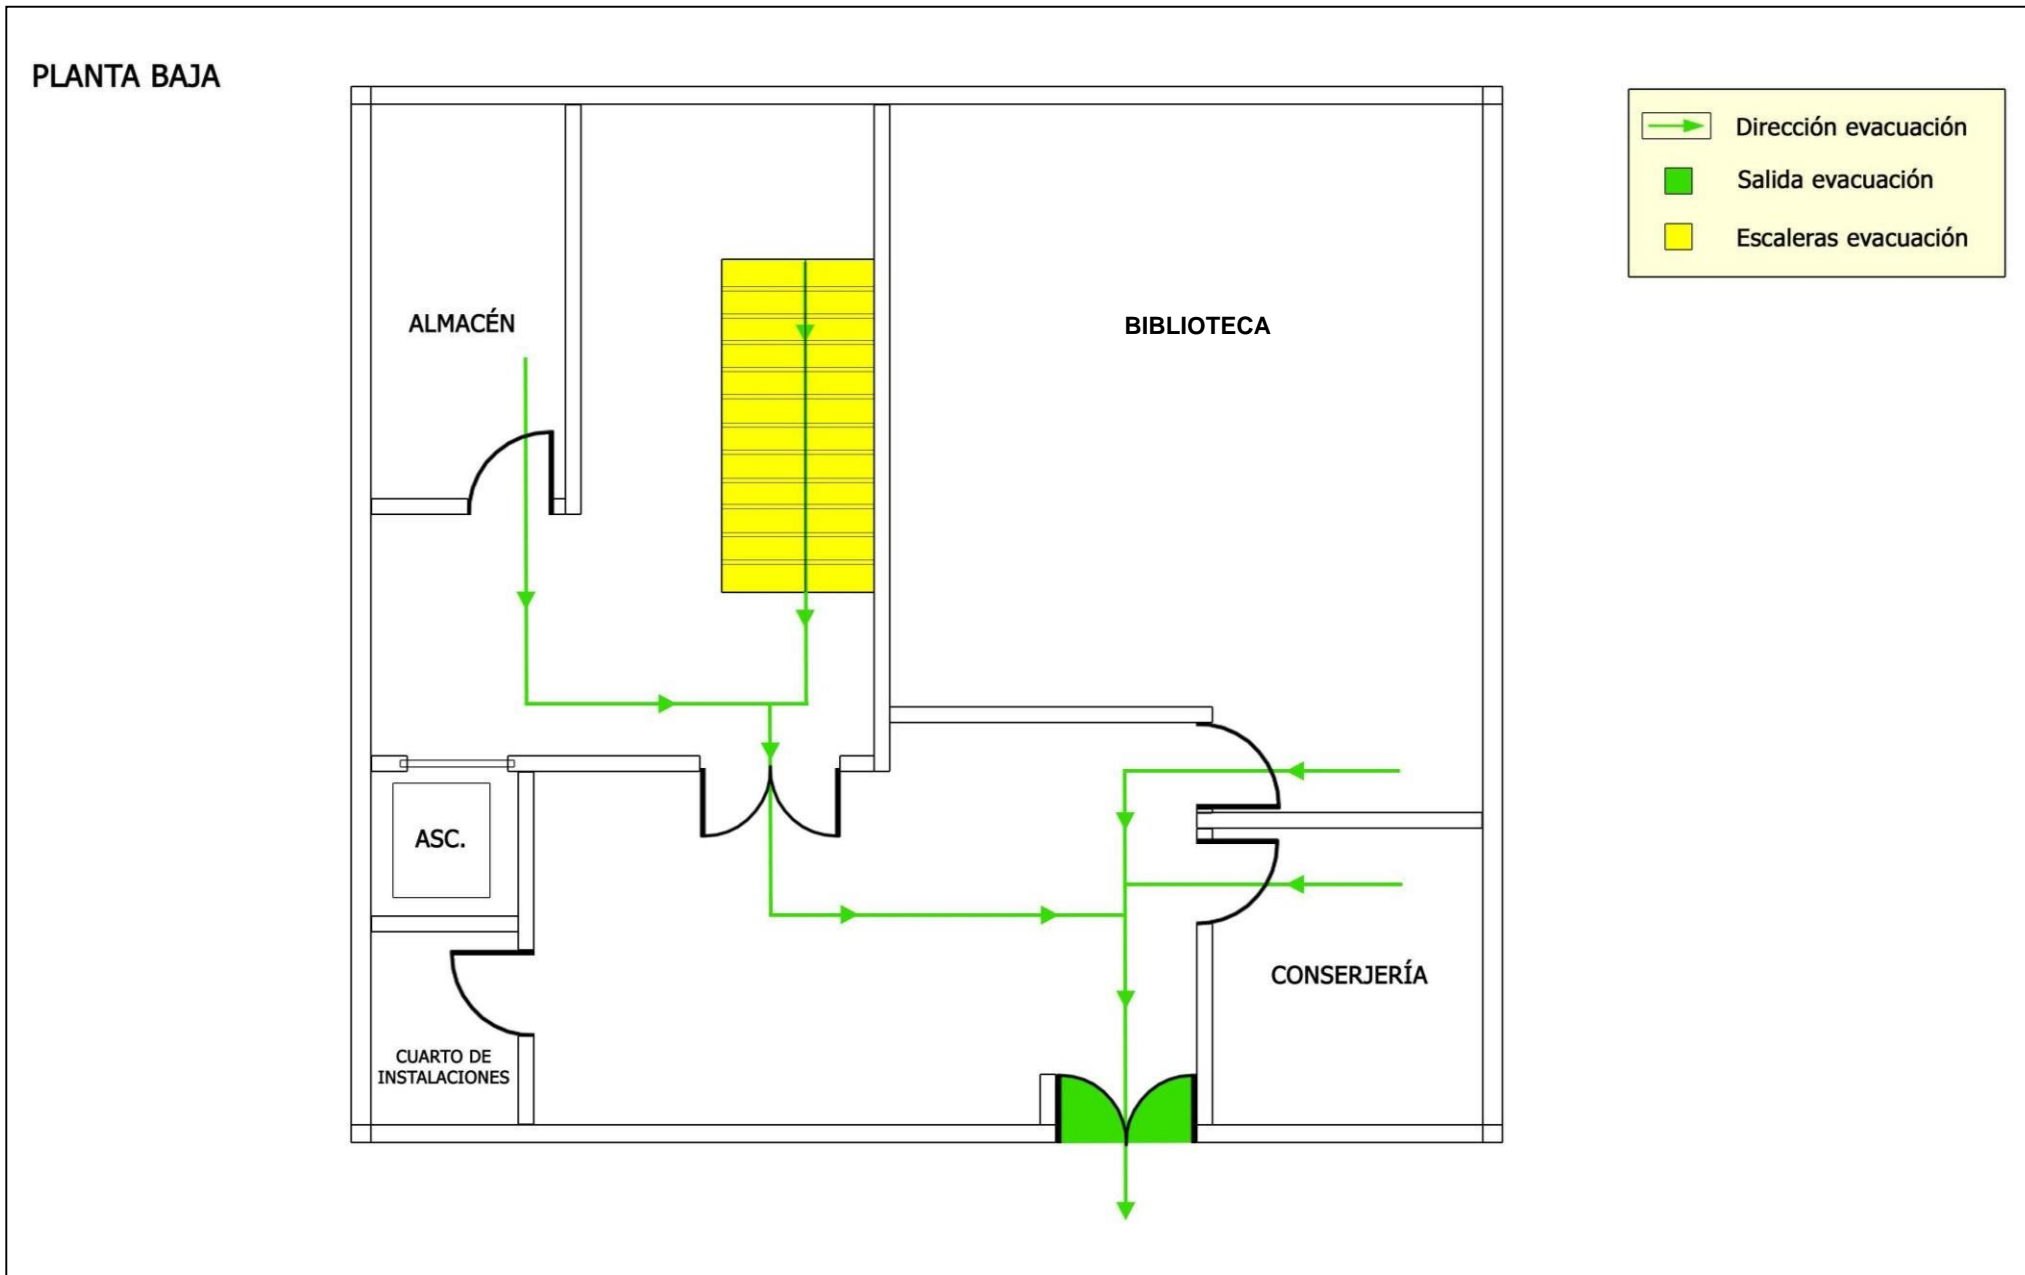 PLANTA BAJA
Dirección evacuación
Salida evacuación
Escaleras evacuación
ALMACÉN
BIBLIOTECA
ASC.
CONSERJERÍA
CUARTO DE
INSTALACIONES